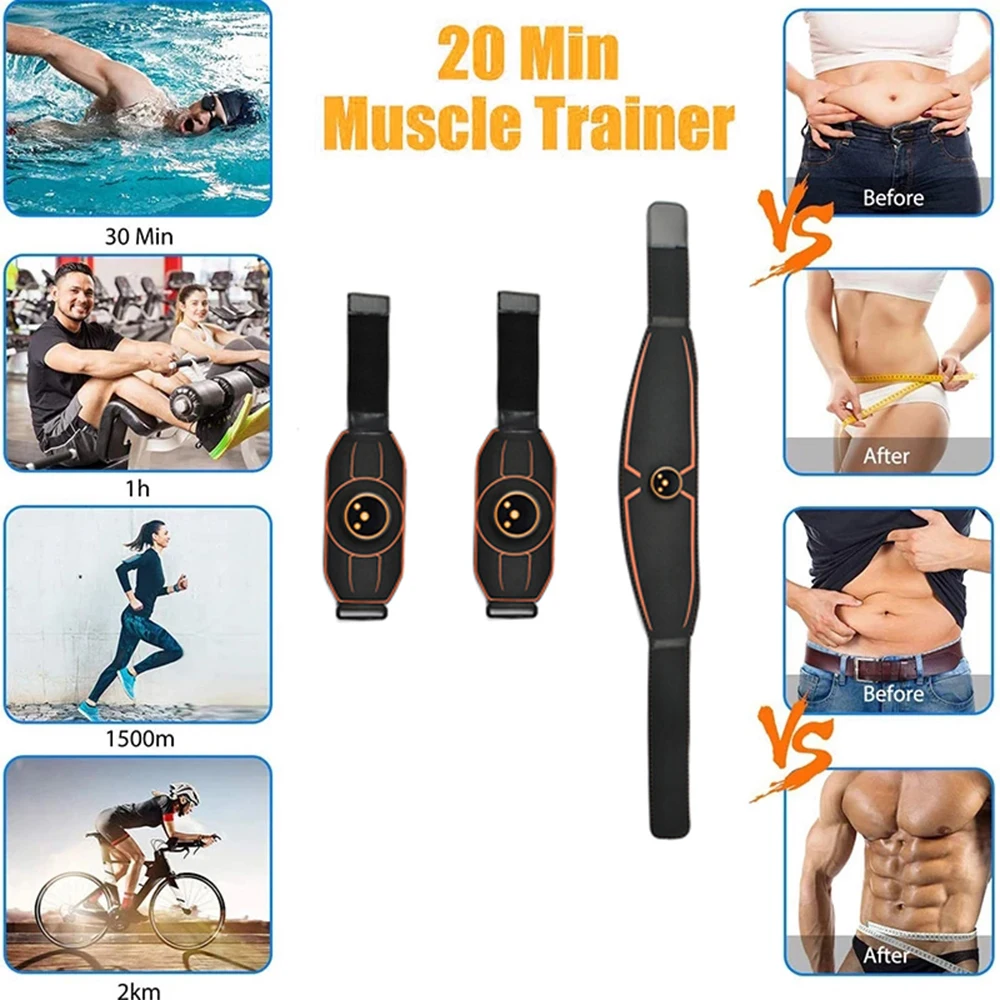 20 Min
Muscle Trainer
30 Min
1h
1500m
2km
Before
VS
After
Before
VS
After